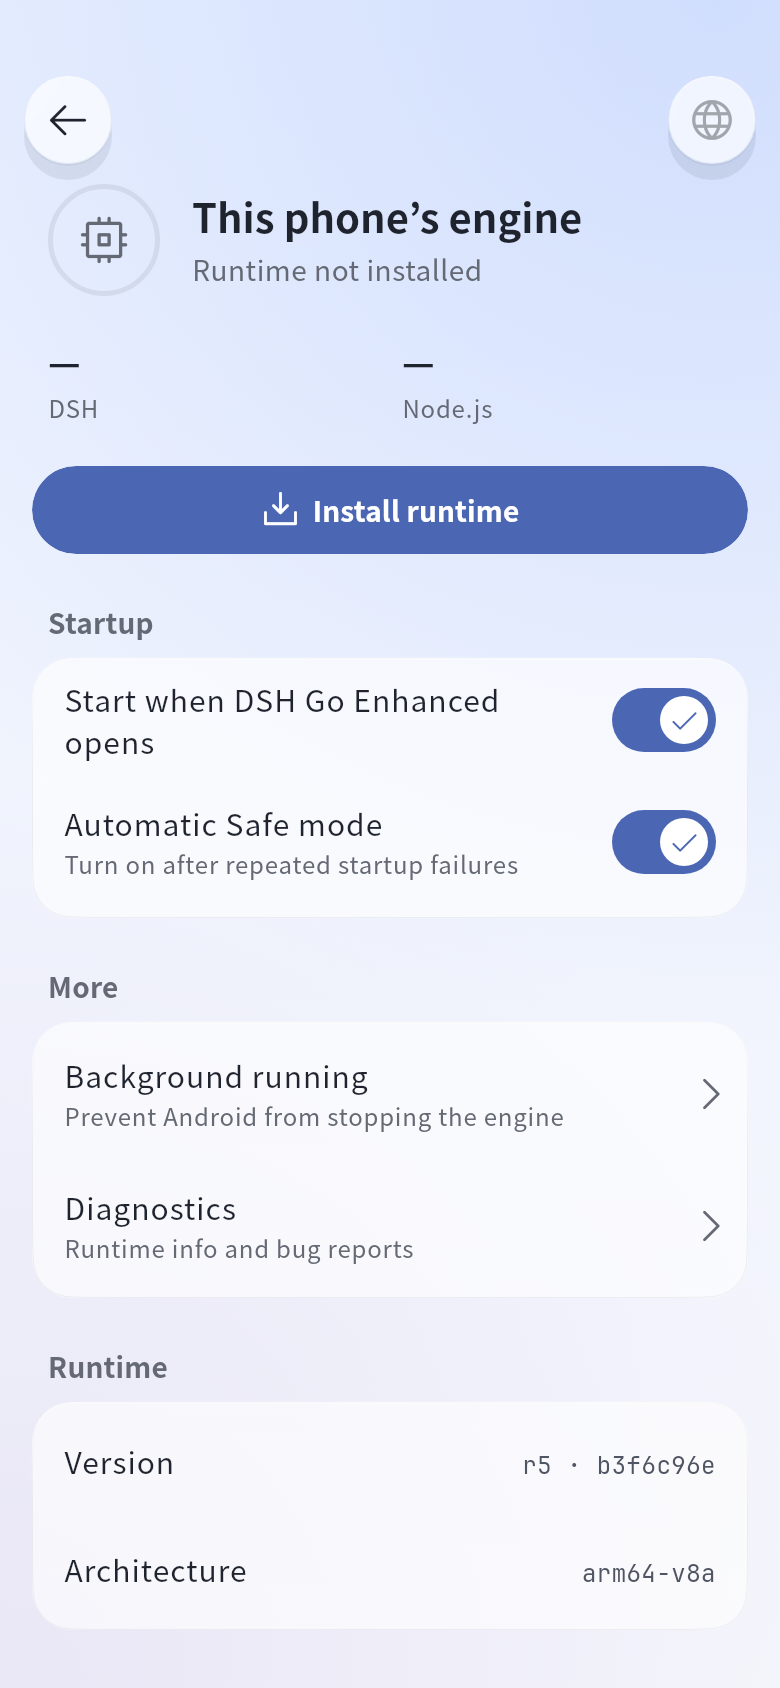 This phone’s engine
Runtime not installed
—
DSH
—
Node.js
Install runtime
Startup
Start when DSH Go Enhanced
opens
Automatic Safe mode
Turn on after repeated startup failures
More
Background running
Prevent Android from stopping the engine
Diagnostics
Runtime info and bug reports
Runtime
Version
r5 · b3f6c96e
Architecture
arm64-v8a